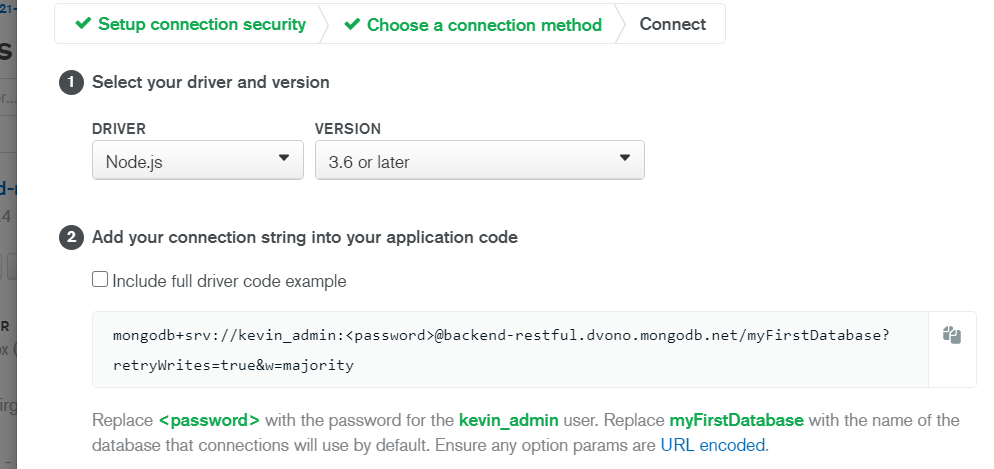 21-
Setup connection security
Choose a connection method
Connect
s
r...
1 Select your driver and version
DRIVER VERSION
Node.js 3.6 or later
d-r
.4
2 Add your connection string into your application code
Include full driver code example
R
mongodb+srv://kevin_admin:<password>@backend-restful.dvono.mongodb.net/myFirstDatabase?
ox (
retryWrites=true&w=majority
irg
Replace <password> with the password for the kevin_admin user. Replace myFirstDatabase with the name of the
database that connections will use by default. Ensure any option params are URL encoded.